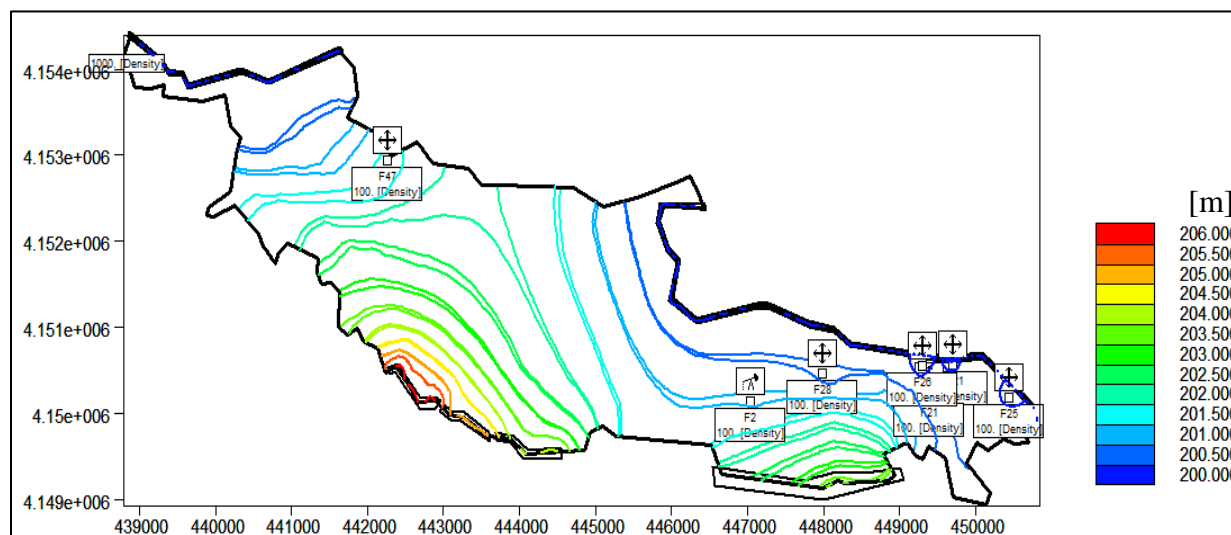 [m]
4.154e+006
4.153e+006
4.152e+006
4.151e+006
4.15e+006
4.149e+006
1000. [Density]
F47
100. [Density]
F2
100. [Density]
F28
100. [Density]
F26
100. [Density]
F21
100. [Density]
F25
100. [Density]
206.000
205.500
205.000
204.500
204.000
203.500
203.000
202.500
202.000
201.500
201.000
200.500
200.000
439000 440000 441000 442000 443000 444000 445000 446000 447000 448000 449000 450000